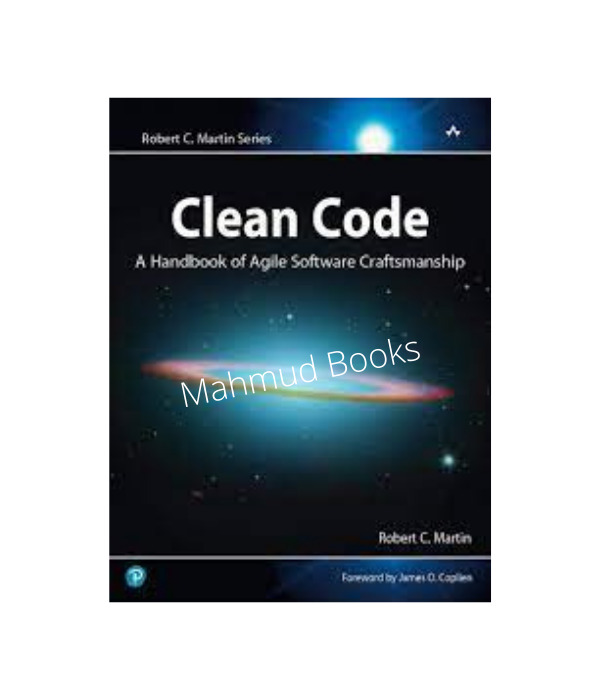 Robert C. Martin Series
Clean Code
A Handbook of Agile Software Craftsmanship
Mahmud Books
Robert C. Martin
Foreword by James O. Coplien